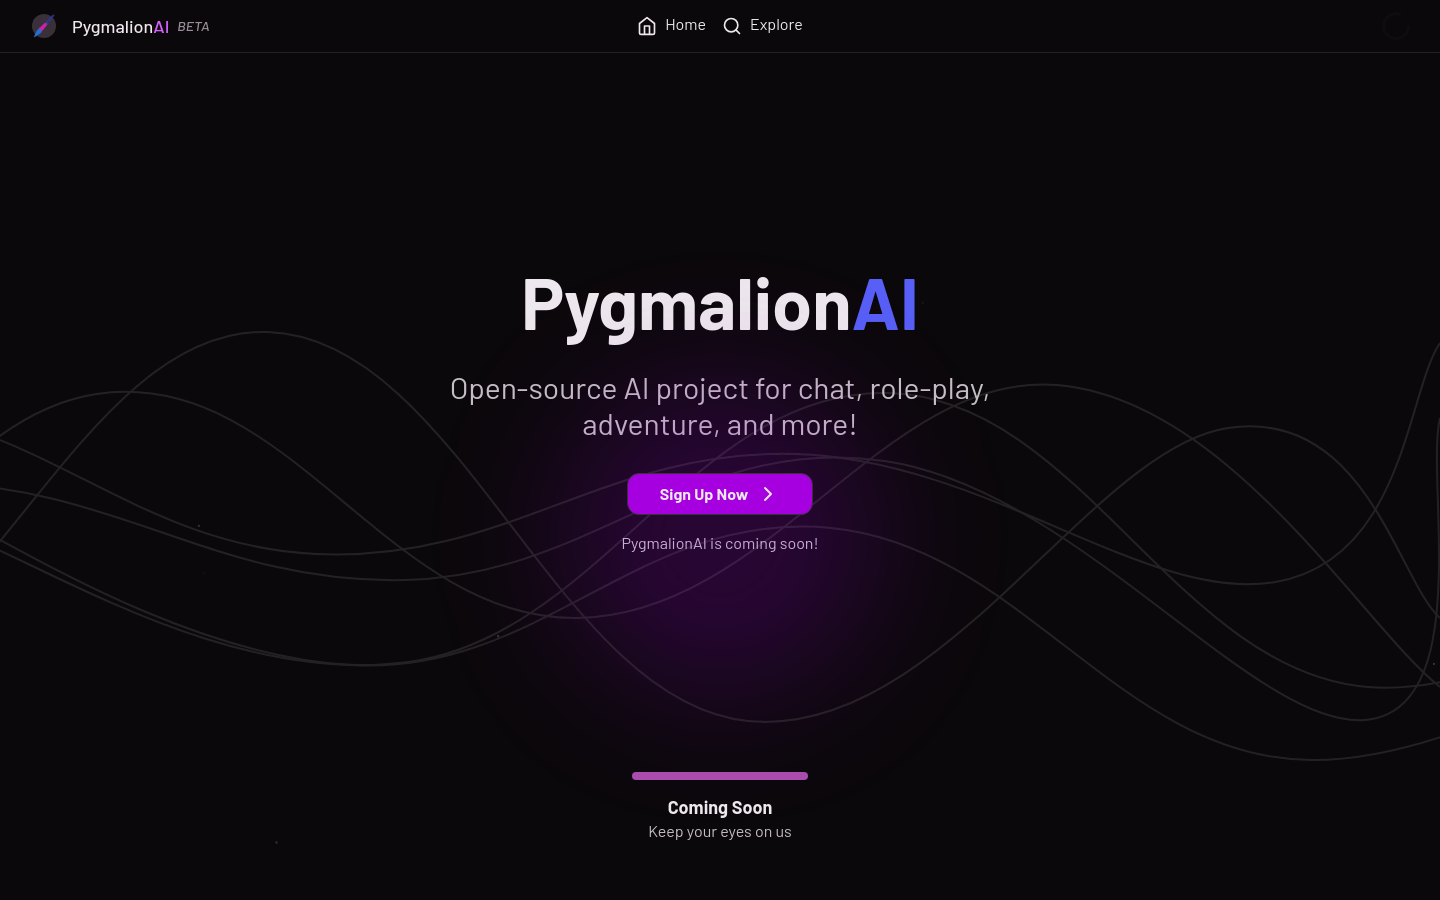 PygmalionAI BETA
Home
Explore
PygmalionAI
Open-source AI project for chat, role-play,
adventure, and more!
Sign Up Now
PygmalionAI is coming soon!
Coming Soon
Keep your eyes on us